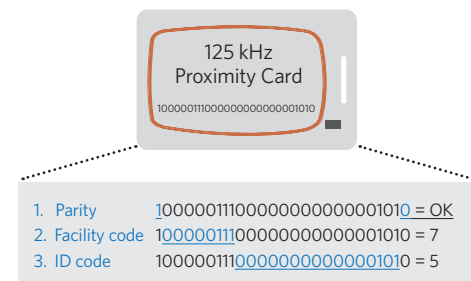 125 kHz
Proximity Card
10000011100000000000001010
1. Parity 10000011100000000000001010 = OK
2. Facility code 10000011100000000000001010 = 7
3. ID code 10000011100000000000001010 = 5